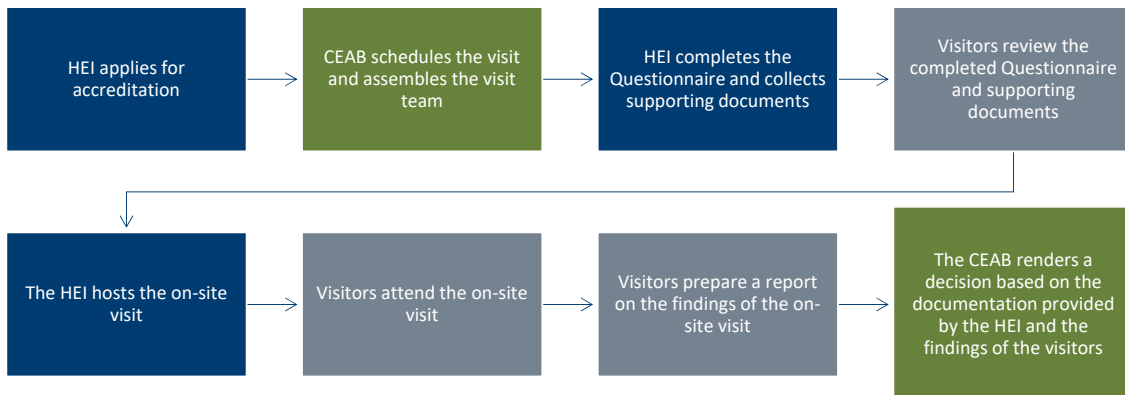 HEI applies for
accreditation
CEAB schedules the visit
and assembles the visit
team
HEI completes the
Questionnaire and collects
supporting documents
Visitors review the
completed Questionnaire
and supporting
documents
The HEI hosts the on-site
visit
Visitors attend the on-site
visit
Visitors prepare a report
on the findings of the on-
site visit
The CEAB renders a
decision based on the
documentation provided
by the HEI and the
findings of the visitors